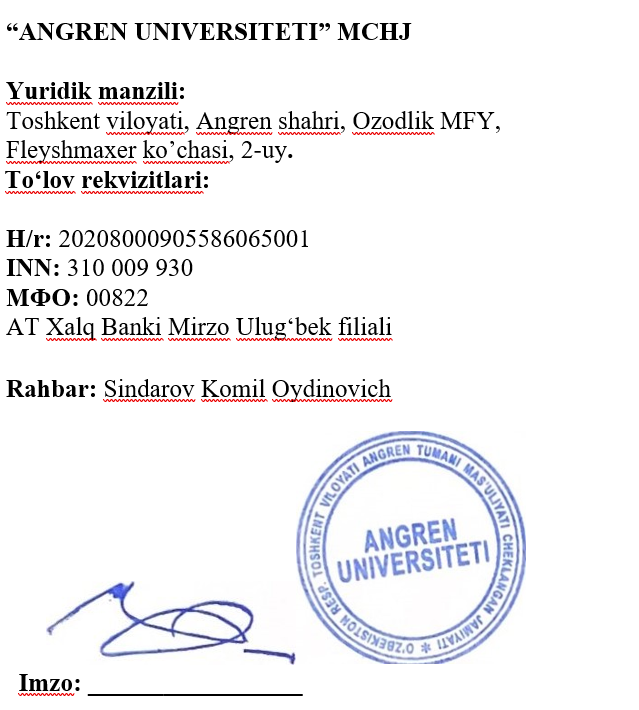 “ANGREN UNIVERSITETI” MCHJ
Yuridik manzili:
Toshkent viloyati, Angren shahri, Ozodlik MFY,
Fleyshmaxer ko’chasi, 2-uy.
To‘lov rekvizitlari:
H/r: 20208000905586065001
INN: 310 009 930
МФО: 00822
AT Xalq Banki Mirzo Ulug‘bek filiali
Rahbar: Sindarov Komil Oydinovich
O'ZBEKISTON RESP. TOSHKENT VILOYATI ANGREN TUMANI MAS'ULIYATI CHEKLANGAN JAMIYATI *
ANGREN
UNIVERSITETI
Imzo: _________________